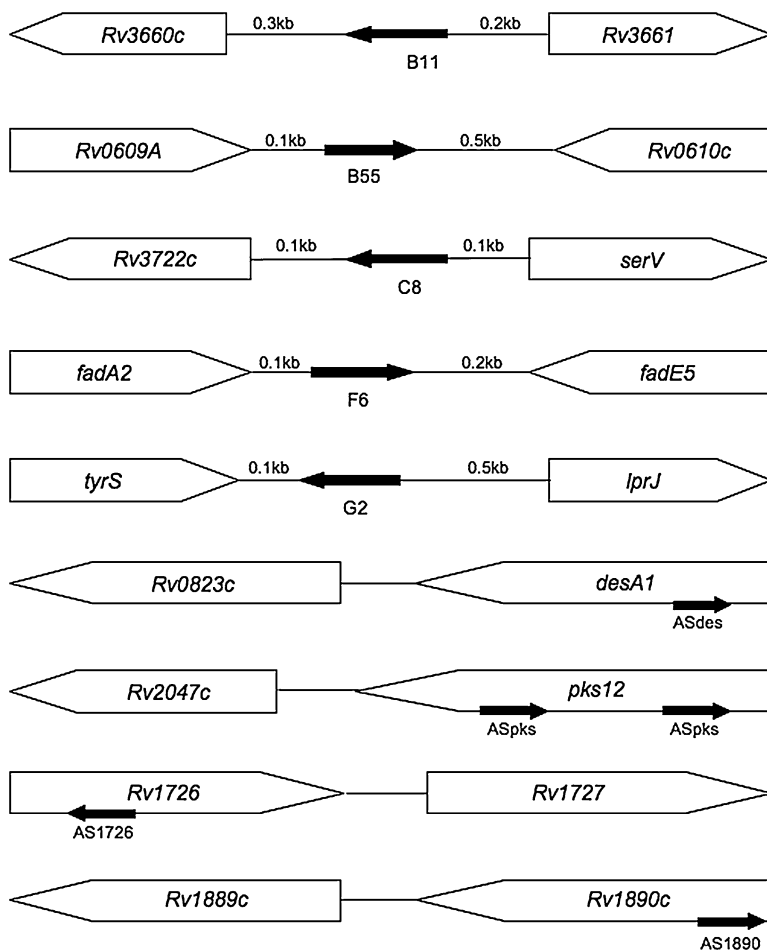 Rv3660c 0.3kb 0.2kb Rv3661
B11
Rv0609A 0.1kb 0.5kb Rv0610c
B55
Rv3722c 0.1kb 0.1kb serV
C8
fadA2 0.1kb 0.2kb fadE5
F6
tyrS 0.1kb 0.5kb lprJ
G2
Rv0823c desA1
ASdes
Rv2047c pks12
ASpks ASpks
Rv1726 Rv1727
AS1726
Rv1889c Rv1890c
AS1890